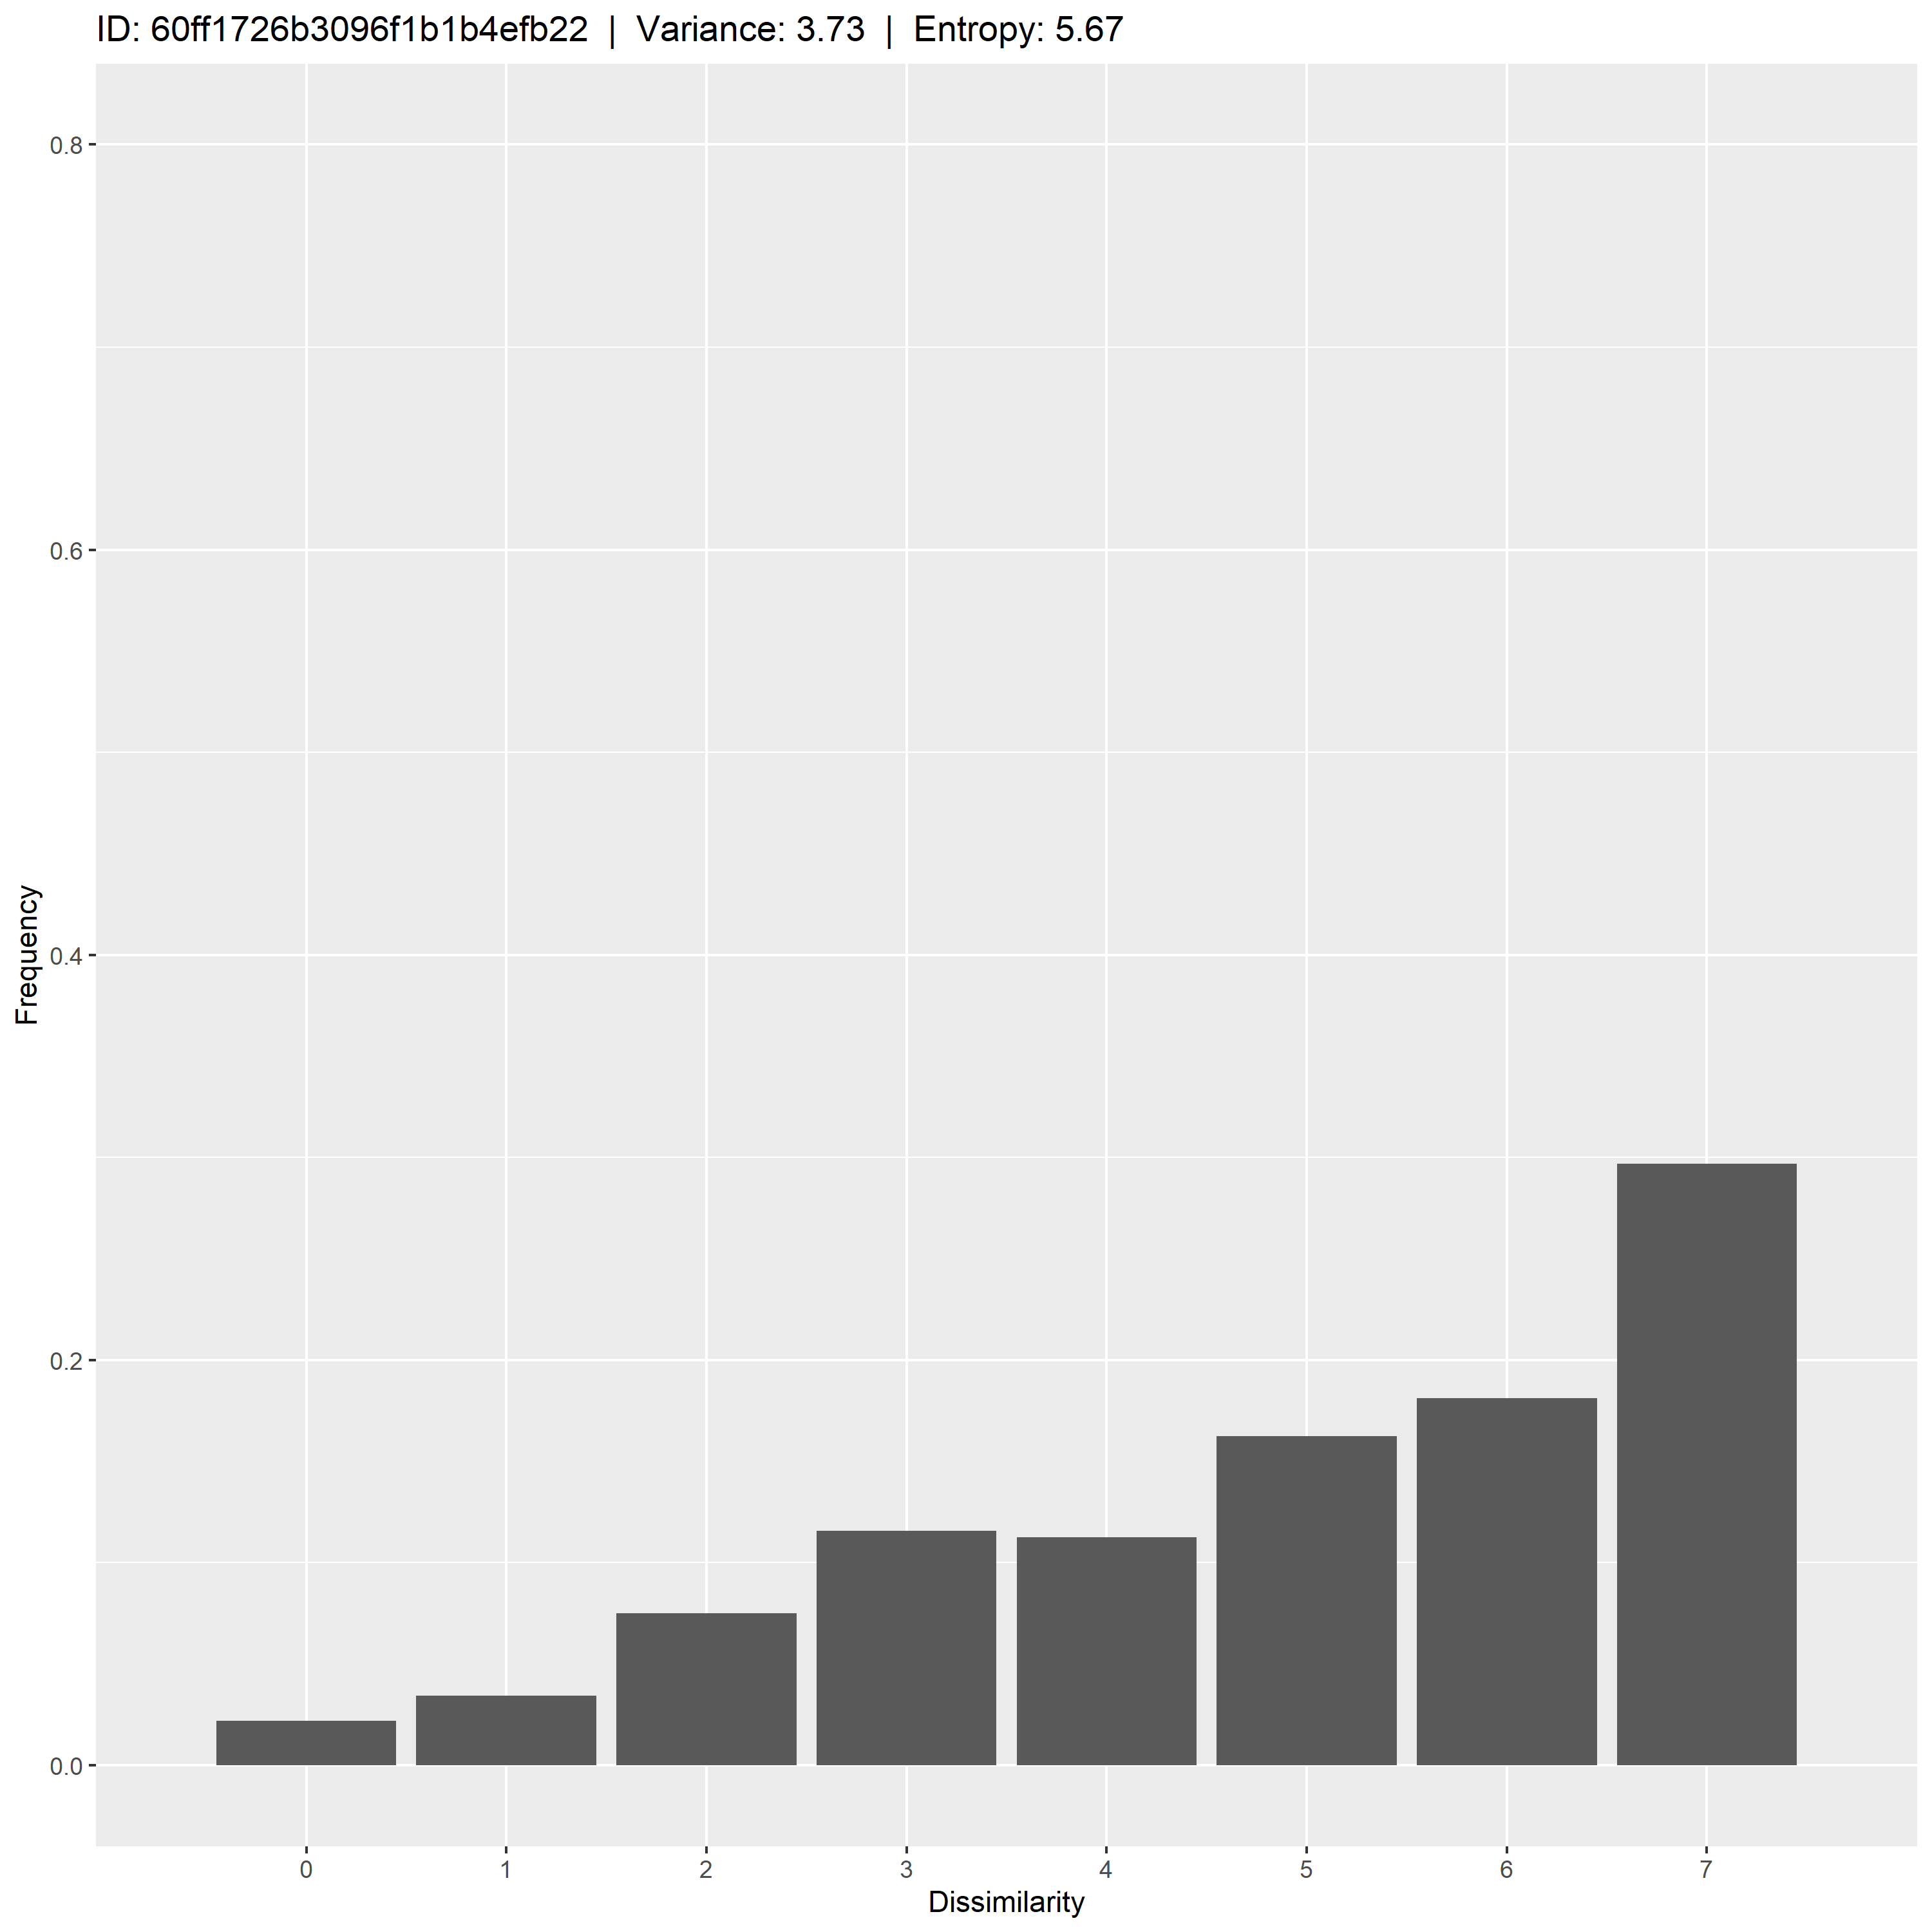 ID: 60ff1726b3096f1b1b4efb22 | Variance: 3.73 | Entropy: 5.67
0.8
0.6
0.4
0.2
0.0
Frequency
0 1 2 3 4 5 6 7
Dissimilarity